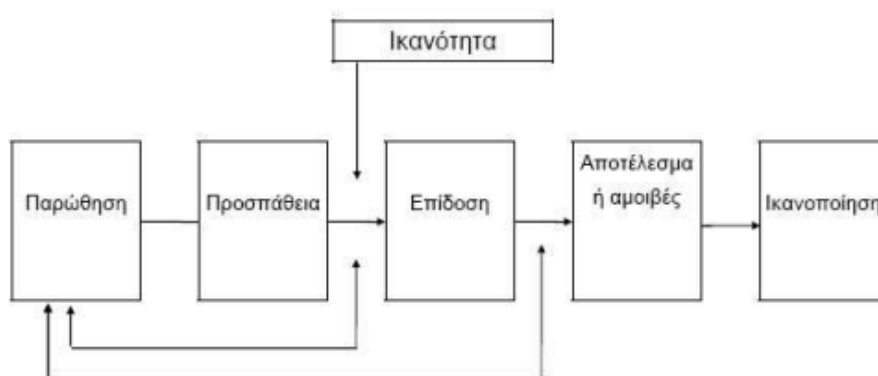 Ικανότητα
Παρώθηση
Προσπάθεια
Επίδοση
Αποτέλεσμα
ή αμοιβές
Ικανοποίηση